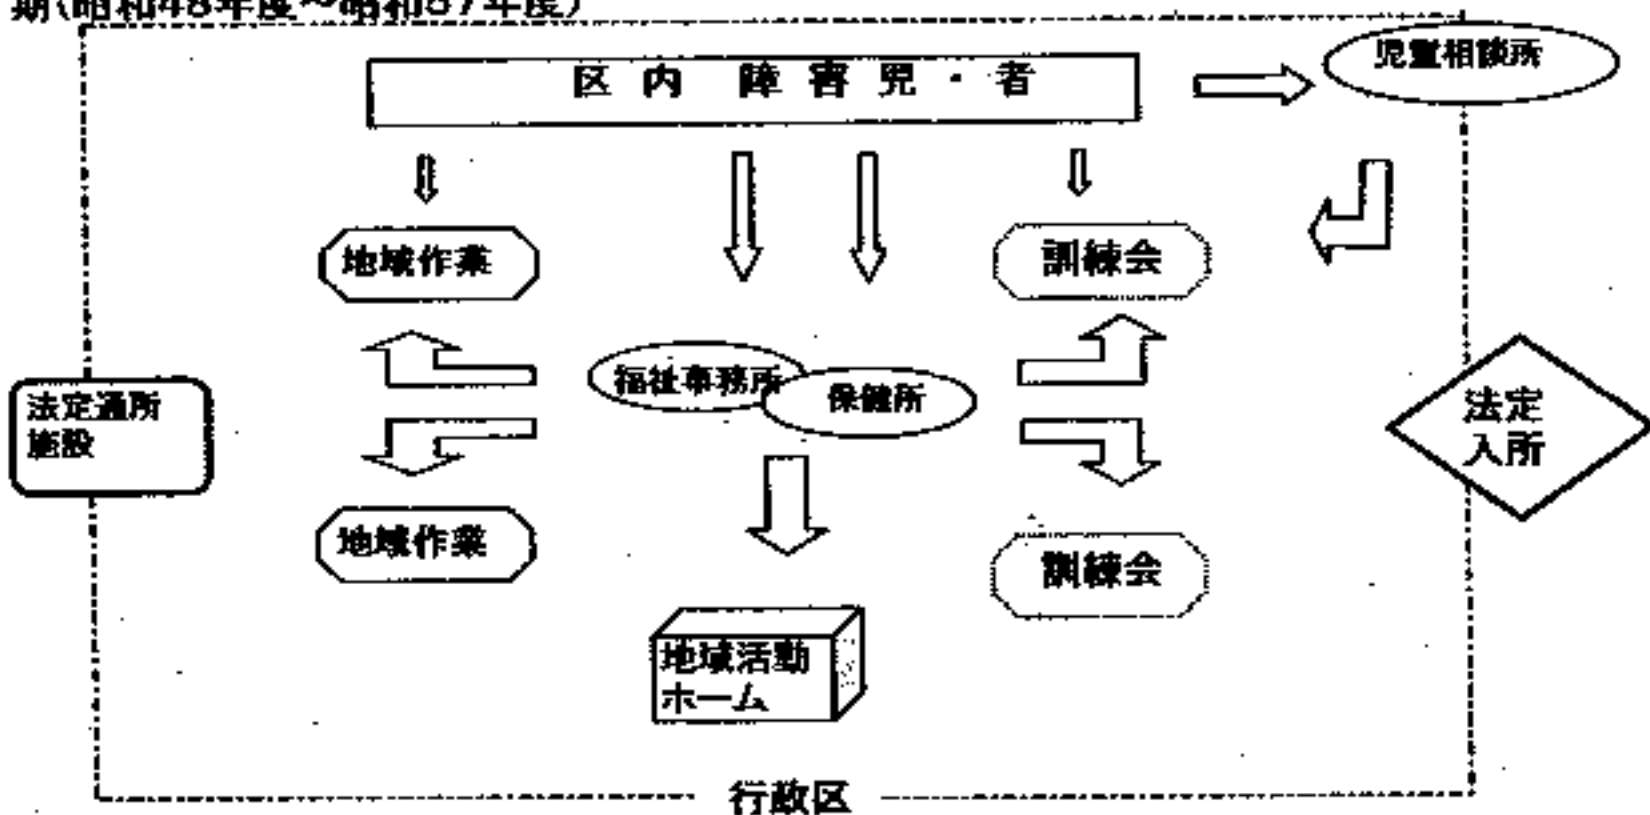 期(昭和48年度～昭和57年度)
区内 障害児・者
児童相談所
地域作業
訓練会
福祉事務所
保健所
法定通所
施設
法定
入所
地域作業
訓練会
地域活動
ホーム
行政区